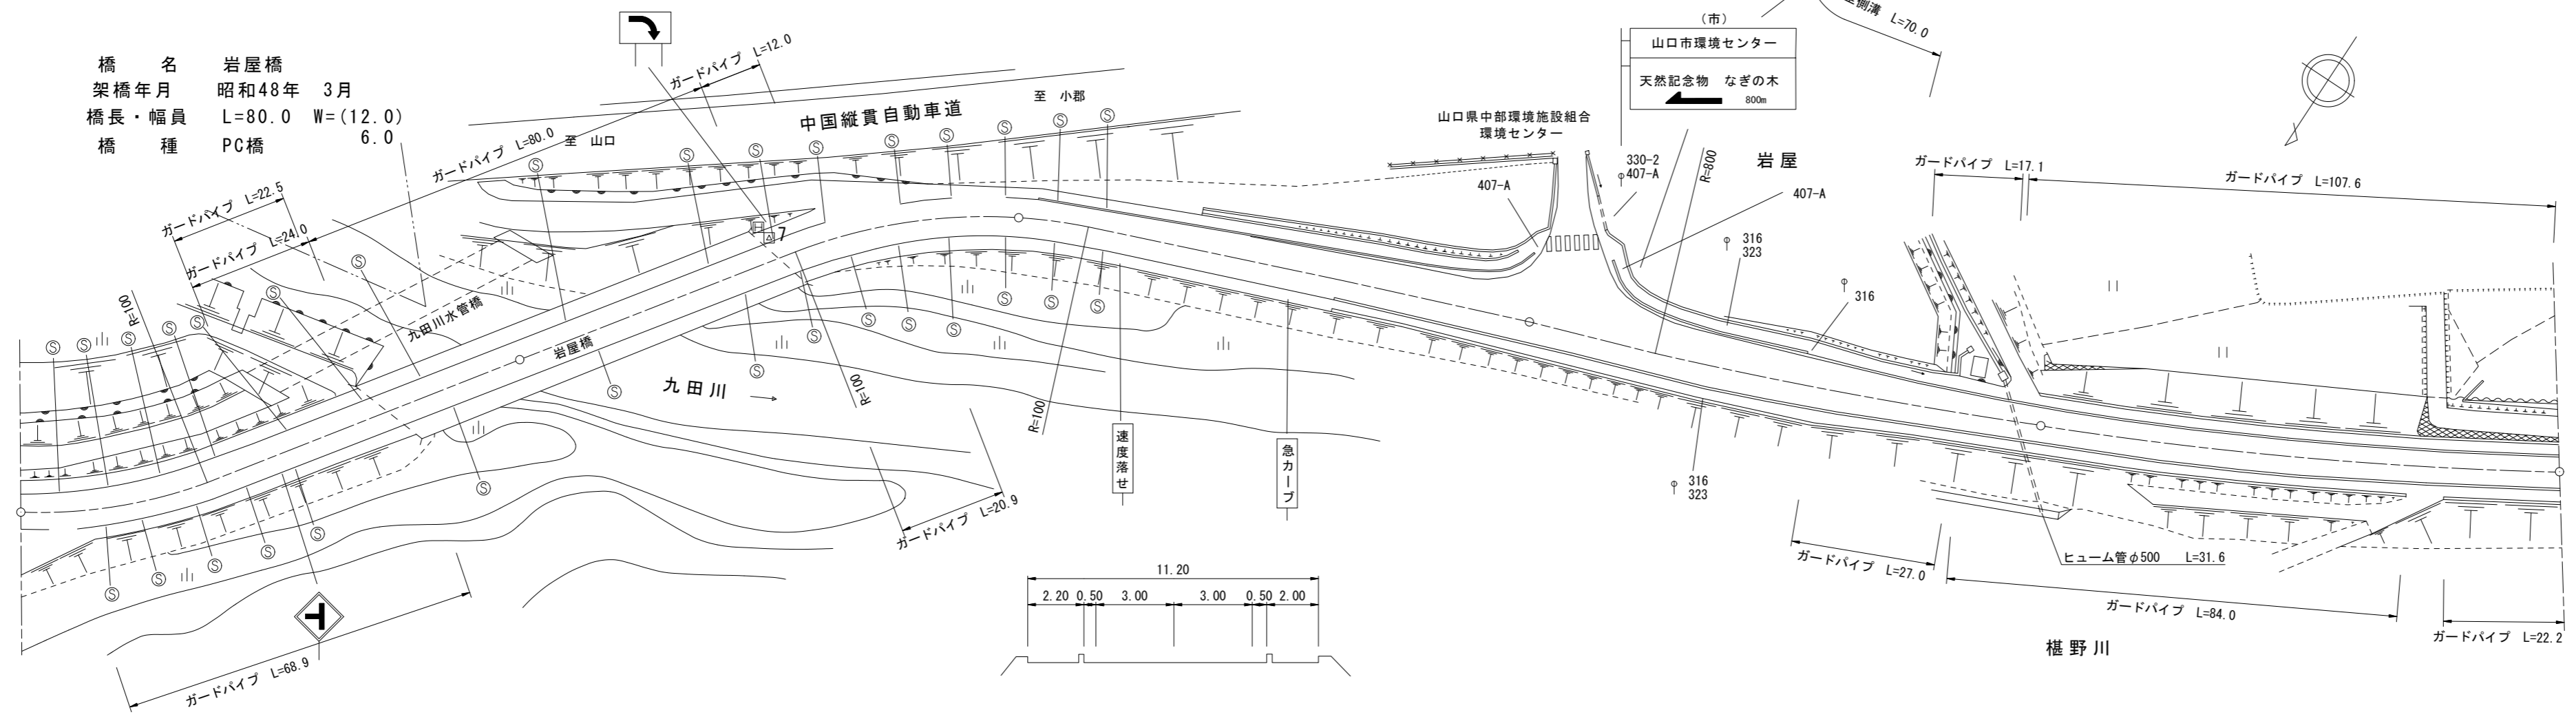 橋　　名　　岩屋橋
架橋年月　　昭和48年　3月
橋長・幅員　　L=80.0　W=(12.0)
6.0
橋　　種　　PC橋
ガードパイプ　L=12.0
ガードパイプ　L=80.0
ガードパイプ　L=22.5
ガードパイプ　L=24.0
至　山口
中国縦貫自動車道
至　小郡
（市）
山口市環境センター
天然記念物　なぎの木
800m
側溝　L=70.0
山口県中部環境施設組合
環境センター
330-2
407-A
407-A
岩屋
R=800
407-A
316
323
316
ガードパイプ　L=17.1
ガードパイプ　L=107.6
R=100
九田川水管橋
岩屋橋
7
九田川
R=100
R=100
速度落せ
急カーブ
316
323
ガードパイプ　L=20.9
ガードパイプ　L=68.9
ガードパイプ　L=27.0
ヒューム管φ500　L=31.6
ガードパイプ　L=84.0
ガードパイプ　L=22.2
椹野川
11.20
2.20　0.50　3.00　3.00　0.50　2.00
Ⓢ Ⓢ Ⓢ Ⓢ Ⓢ Ⓢ Ⓢ Ⓢ
Ⓢ Ⓢ Ⓢ Ⓢ Ⓢ Ⓢ Ⓢ Ⓢ Ⓢ
Ⓢ Ⓢ Ⓢ Ⓢ Ⓢ Ⓢ Ⓢ Ⓢ
Ⓢ Ⓢ Ⓢ Ⓢ Ⓢ Ⓢ